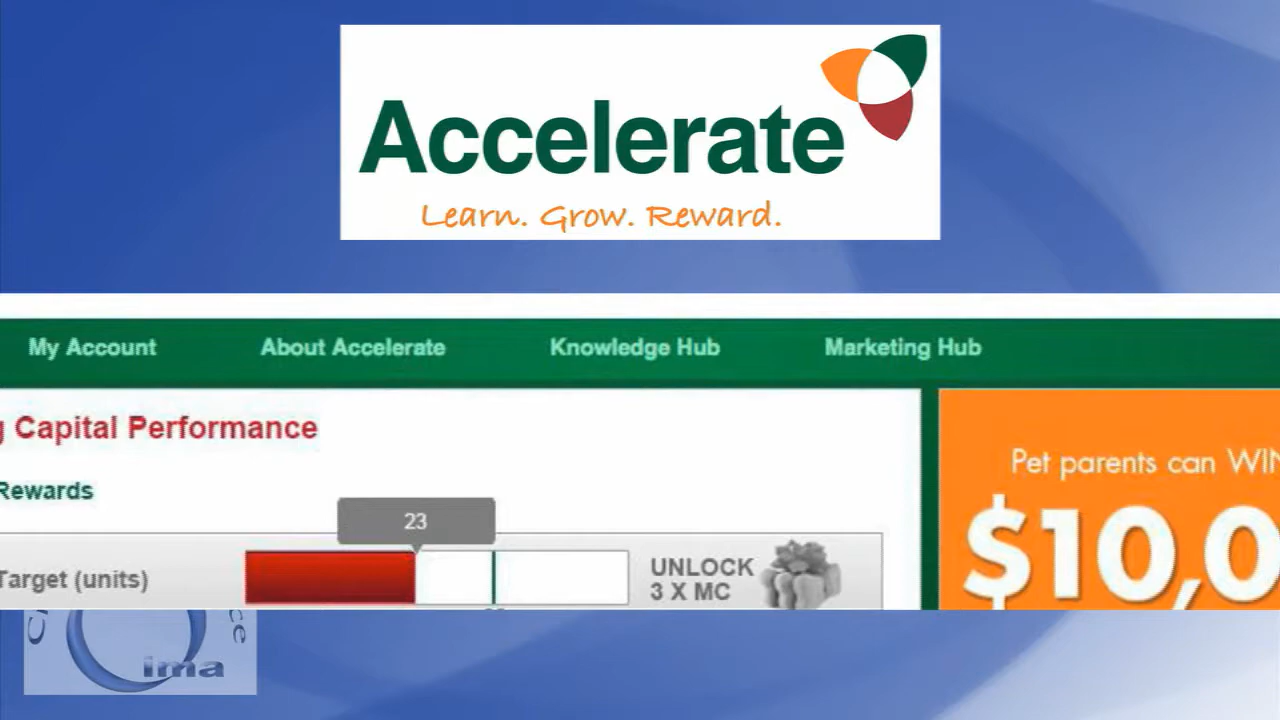 Accelerate
Learn. Grow. Reward.
My Account About Accelerate Knowledge Hub Marketing Hub
Capital Performance
Rewards
Pet parents can
23
$10,0
Target (units)
UNLOCK
3 X MC
ima